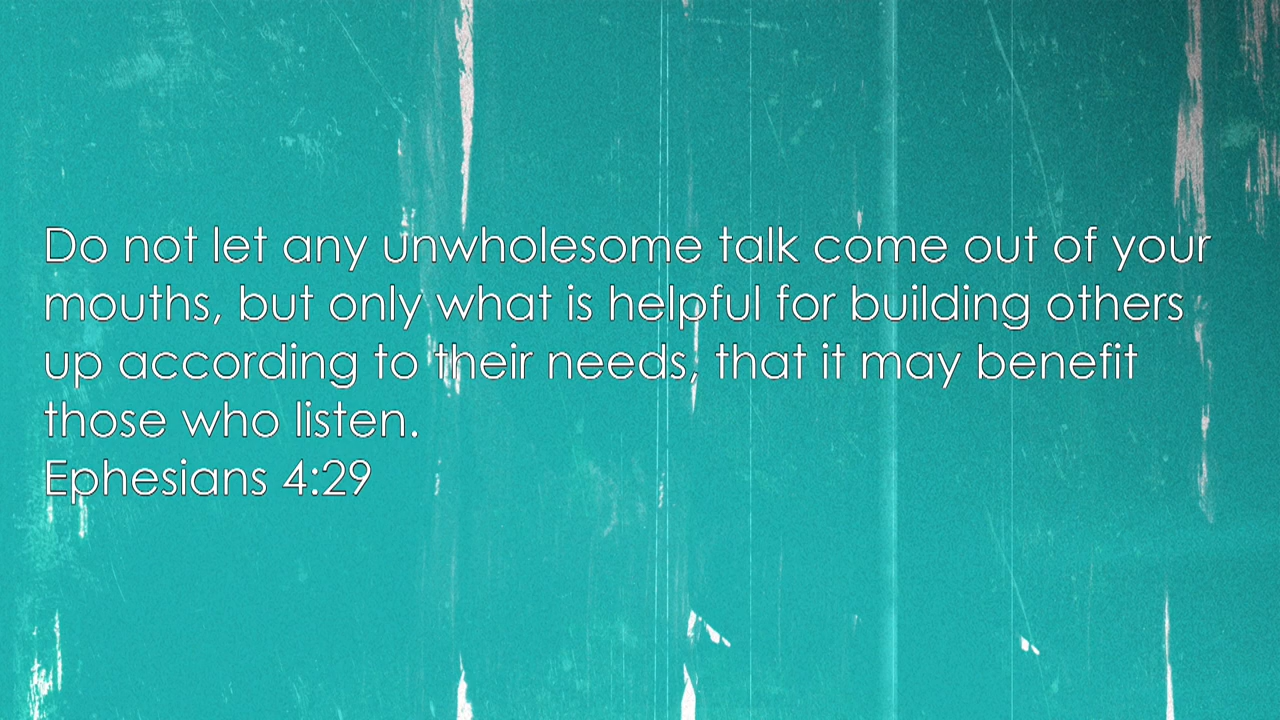 Do not let any unwholesome talk come out of your
mouths, but only what is helpful for building others
up according to their needs, that it may benefit
those who listen.
Ephesians 4:29